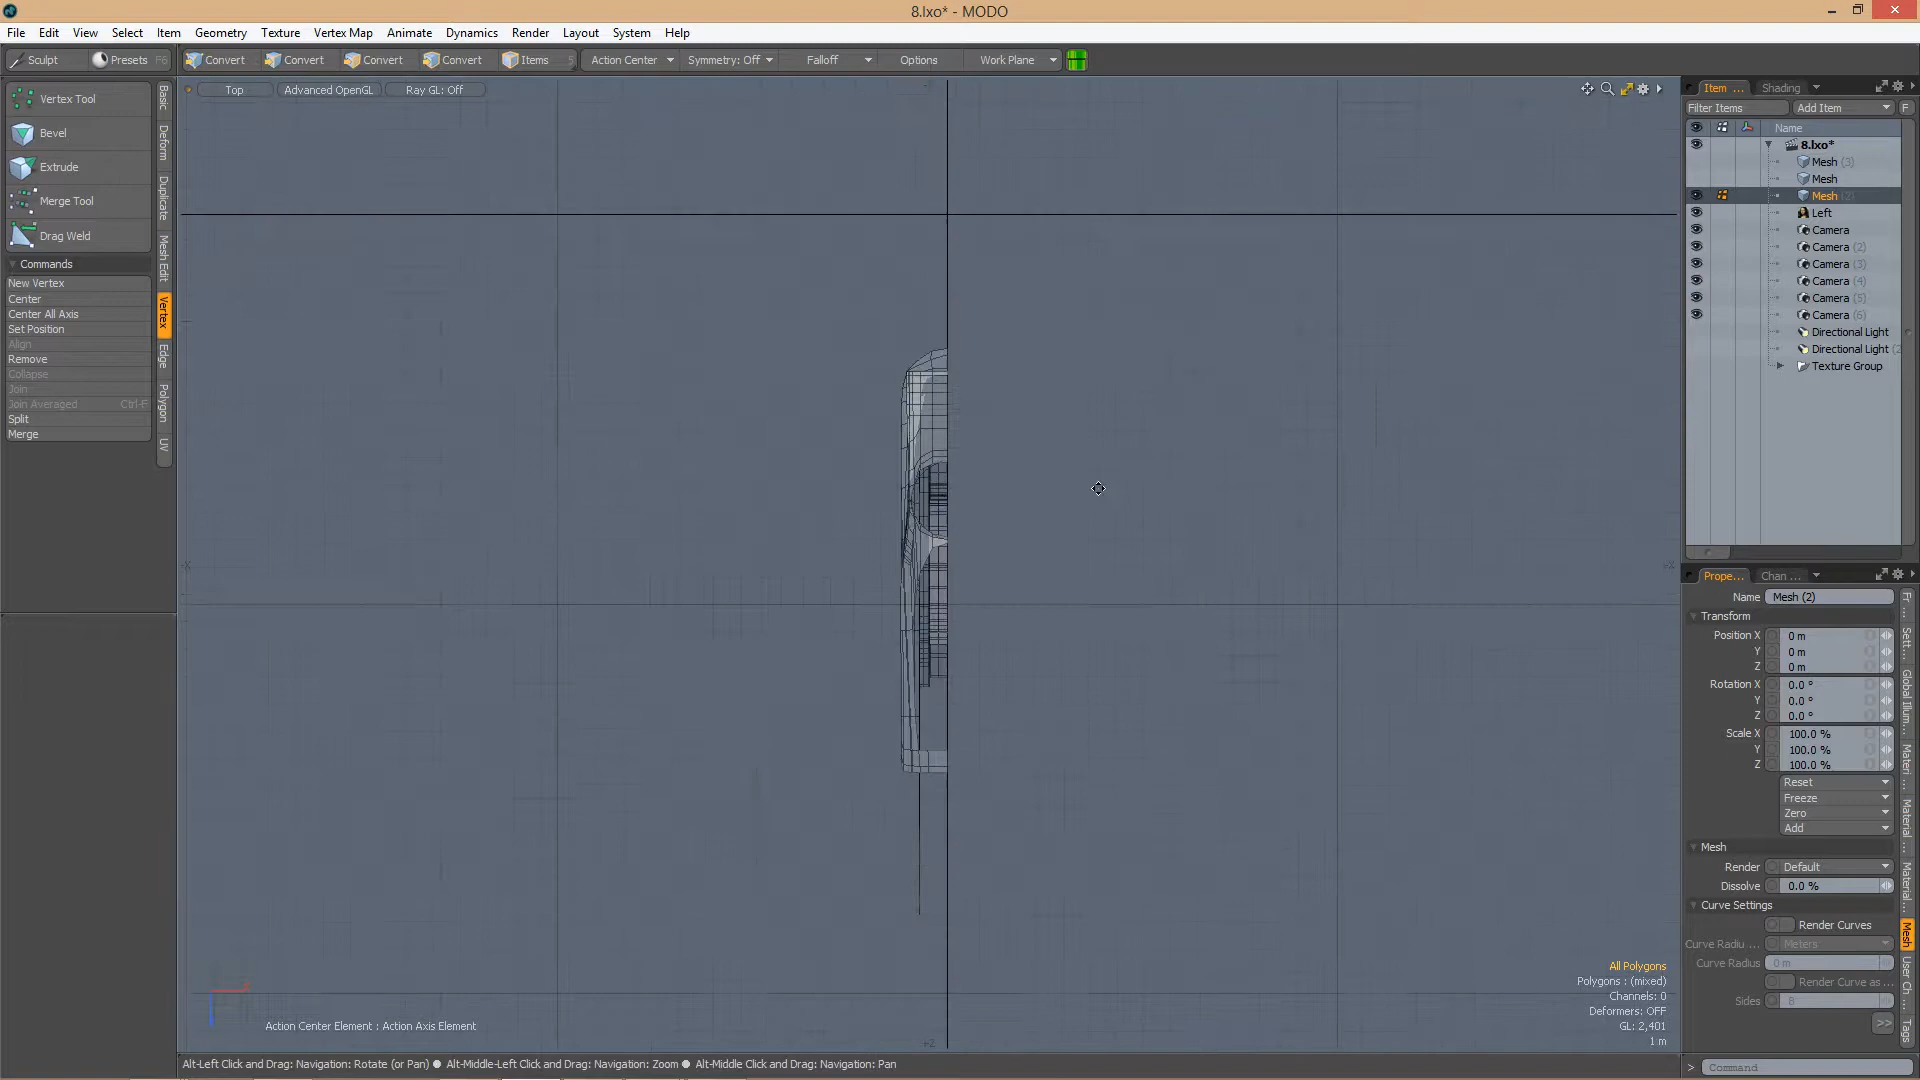 8.lxo* - MODO
File Edit View Select Item Geometry Texture Vertex Map Animate Dynamics Render Layout System Help
Sculpt Presets F6 Convert Convert Convert Convert Items 5 Action Center Symmetry: Off Falloff Options Work Plane
Vertex Tool
Bevel
Extrude
Merge Tool
Drag Weld
Commands
New Vertex
Center
Center All Axis
Set Position
Align
Remove
Collapse
Join
Join Averaged Ctrl-F
Split
Merge
Basic
Deform
Duplicate
Mesh Edit
Vertex
Edge
Polygon
UV
Top Advanced OpenGL Ray GL: Off
-X
+Z
All Polygons
Polygons : (mixed)
Channels: 0
Deformers: OFF
GL: 2,401
1 m
Action Center Element : Action Axis Element
Alt-Left Click and Drag: Navigation: Rotate (or Pan) ● Alt-Middle-Left Click and Drag: Navigation: Zoom ● Alt-Middle Click and Drag: Navigation: Pan
Item ... Shading
Filter Items Add Item F
Name
8.lxo*
Mesh (3)
Mesh
Mesh (2)
Left
Camera
Camera (2)
Camera (3)
Camera (4)
Camera (5)
Camera (6)
Directional Light
Directional Light (2
Texture Group
Prope... Chan ...
Name Mesh (2)
Transform
Position X 0 m
Y 0 m
Z 0 m
Rotation X 0.0 °
Y 0.0 °
Z 0.0 °
Scale X 100.0 %
Y 100.0 %
Z 100.0 %
Reset
Freeze
Zero
Add
Mesh
Render Default
Dissolve 0.0 %
Curve Settings
Render Curves
Curve Radiu ... Meters
Curve Radius 0 m
Render Curve as ...
Sides 8
>>
Fr ...
Sett...
Global Illum...
Materi ...
Material ...
Material...
Mesh
User Ch ...
Tags
> Command